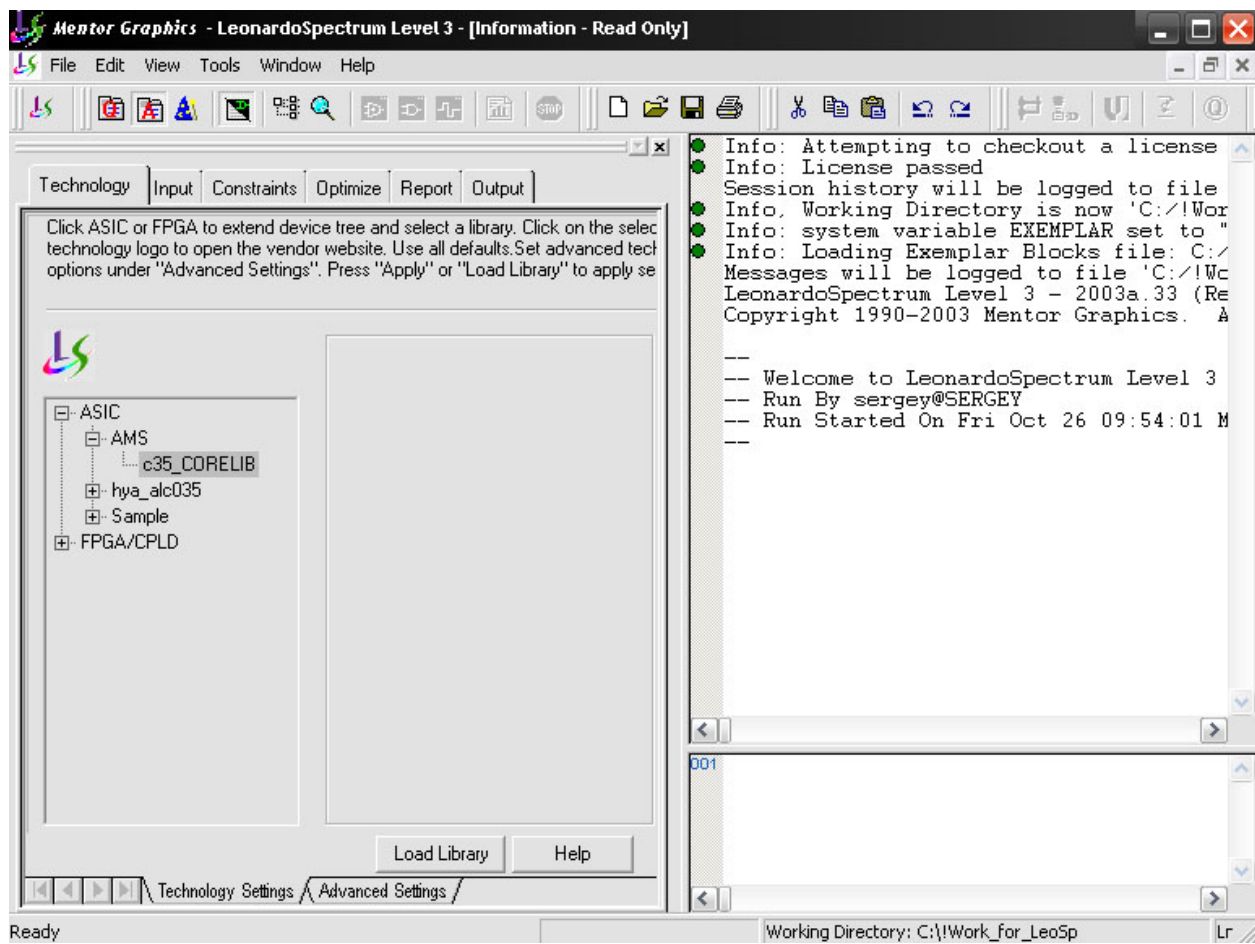 Mentor Graphics - LeonardoSpectrum Level 3 - [Information - Read Only]
File Edit View Tools Window Help
Technology Input Constraints Optimize Report Output
Click ASIC or FPGA to extend device tree and select a library. Click on the selec
technology logo to open the vendor website. Use all defaults.Set advanced tech
options under "Advanced Settings". Press "Apply" or "Load Library" to apply se
ASIC
AMS
c35_CORELIB
hya_alc035
Sample
FPGA/CPLD
Load Library Help
Technology Settings Advanced Settings
Info: Attempting to checkout a license
Info: License passed
Session history will be logged to file
Info, Working Directory is now 'C:/!Wor
Info: system variable EXEMPLAR set to "
Info: Loading Exemplar Blocks file: C:/
Messages will be logged to file 'C:/!Wo
LeonardoSpectrum Level 3 - 2003a.33 (Re
Copyright 1990-2003 Mentor Graphics. A
--
-- Welcome to LeonardoSpectrum Level 3
-- Run By sergey@SERGEY
-- Run Started On Fri Oct 26 09:54:01 M
--
001
Ready Working Directory: C:\!Work_for_LeoSp Lr